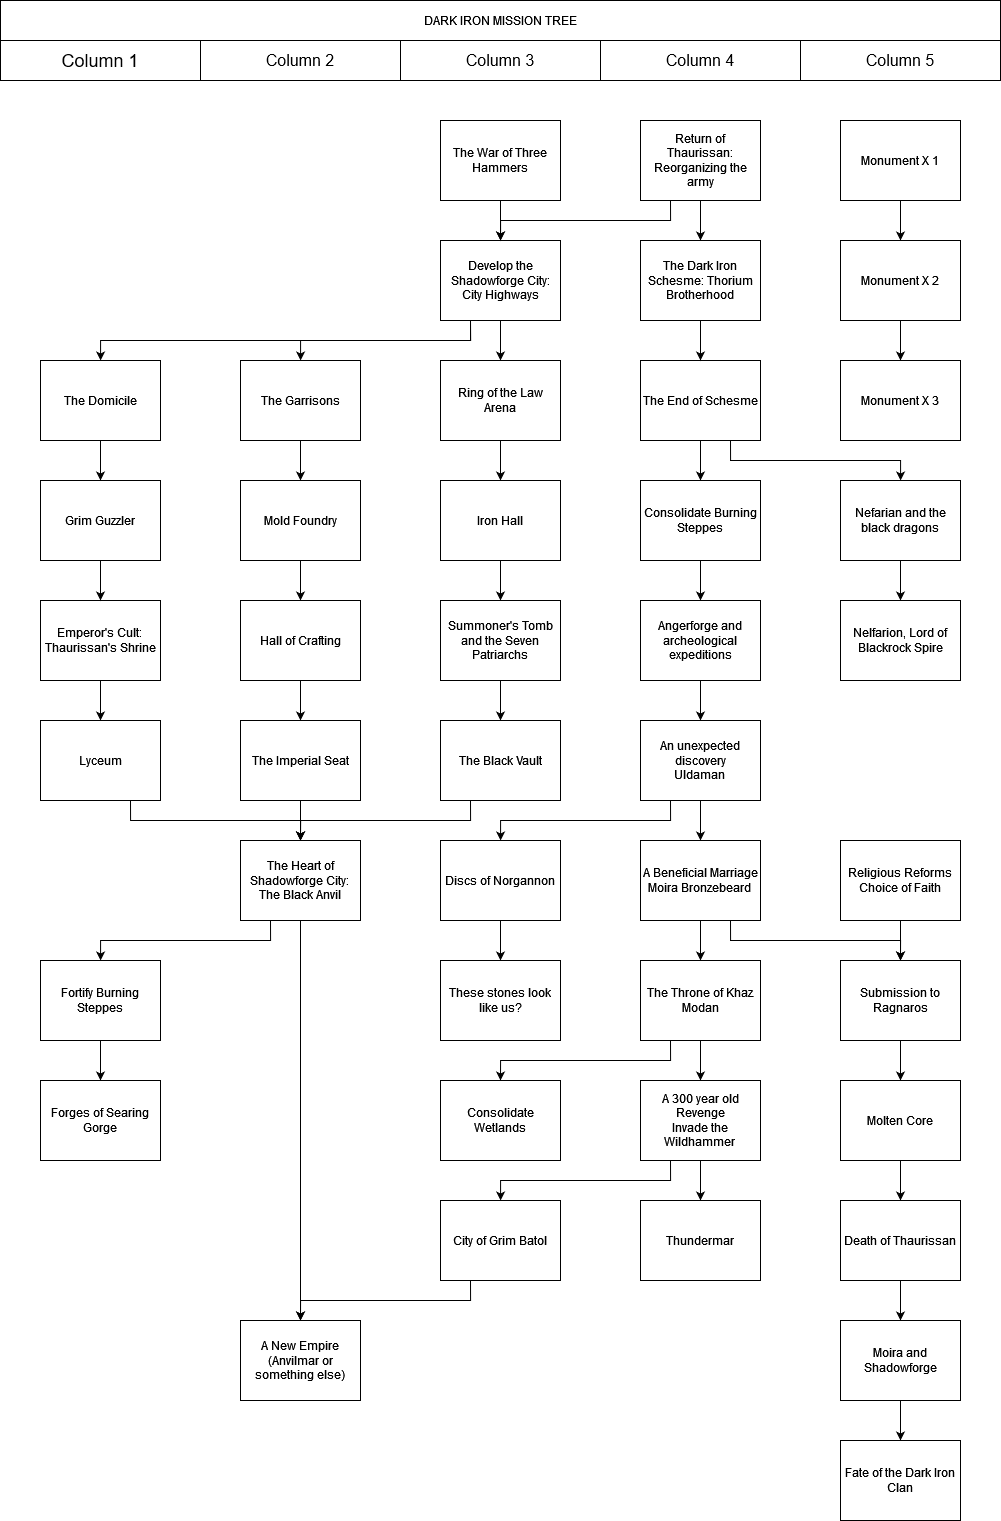 DARK IRON MISSION TREE
Column 1
Column 2
Column 3
Column 4
Column 5
The War of Three
Hammers
Return of
Thaurissan:
Reorganizing the
army
Monument X 1
Develop the
Shadowforge City:
City Highways
The Dark Iron
Schesme: Thorium
Brotherhood
Monument X 2
The Domicile
The Garrisons
Ring of the Law
Arena
The End of Schesme
Monument X 3
Grim Guzzler
Mold Foundry
Iron Hall
Consolidate Burning
Steppes
Nefarian and the
black dragons
Emperor's Cult:
Thaurissan's Shrine
Hall of Crafting
Summoner's Tomb
and the Seven
Patriarchs
Angerforge and
archeological
expeditions
Nelfarion, Lord of
Blackrock Spire
Lyceum
The Imperial Seat
The Black Vault
An unexpected
discovery
Uldaman
The Heart of
Shadowforge City:
The Black Anvil
Discs of Norgannon
A Beneficial Marriage
Moira Bronzebeard
Religious Reforms
Choice of Faith
Fortify Burning
Steppes
These stones look
like us?
The Throne of Khaz
Modan
Submission to
Ragnaros
Forges of Searing
Gorge
Consolidate
Wetlands
A 300 year old
Revenge
Invade the
Wildhammer
Molten Core
City of Grim Batol
Thundermar
Death of Thaurissan
A New Empire
(Anvilmar or
something else)
Moira and
Shadowforge
Fate of the Dark Iron
Clan